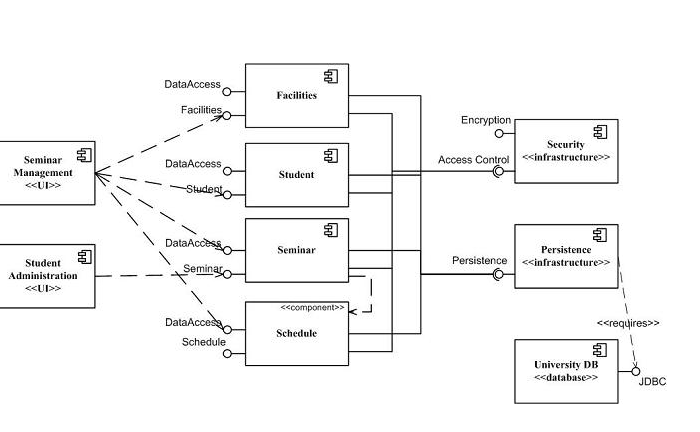 DataAccess
Facilities
Facilities
Encryption
Security
<<infrastructure>>
Access Control
Seminar
Management
<<UI>>
DataAccess
Student
Student
DataAccess
Seminar
Seminar
Persistence
Persistence
<<infrastructure>>
Student
Administration
<<UI>>
<<component>>
DataAccess
Schedule
Schedule
<<requires>>
University DB
<<database>>
JDBC